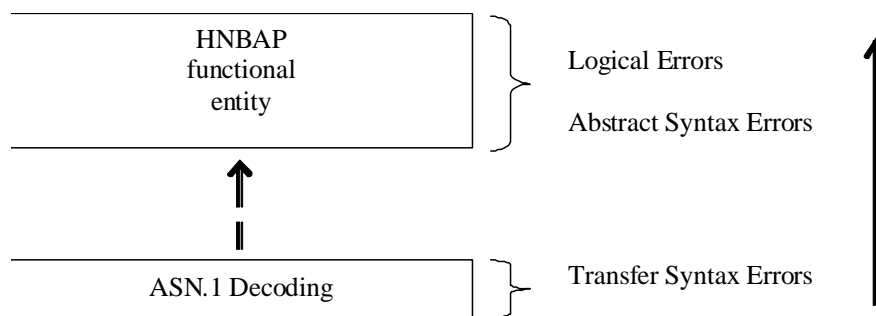 HNBAP
functional
entity
Logical Errors
Abstract Syntax Errors
ASN.1 Decoding
Transfer Syntax Errors